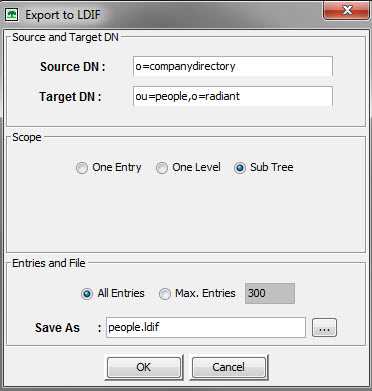 Export to LDIF
Source and Target DN
Source DN : o=companydirectory
Target DN : ou=people,o=radiant
Scope
One Entry One Level Sub Tree
Entries and File
All Entries Max. Entries 300
Save As : people.ldif ...
OK Cancel